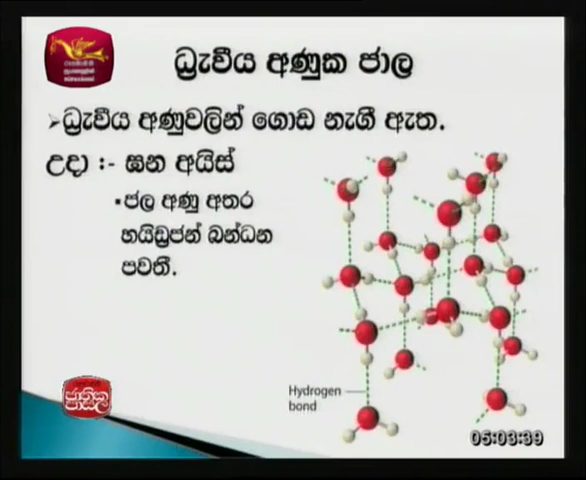 ධ්‍රැවීය අණුක ජාල
ධ්‍රැවීය අණුවලින් ගොඩ නැගී ඇත.
උදා :- ඝන අයිස්
•ජල අණු අතර
හයිඩ්‍රජන් බන්ධන
පවතී.
Hydrogen
bond
ජාතික
පාසල
05:03:39